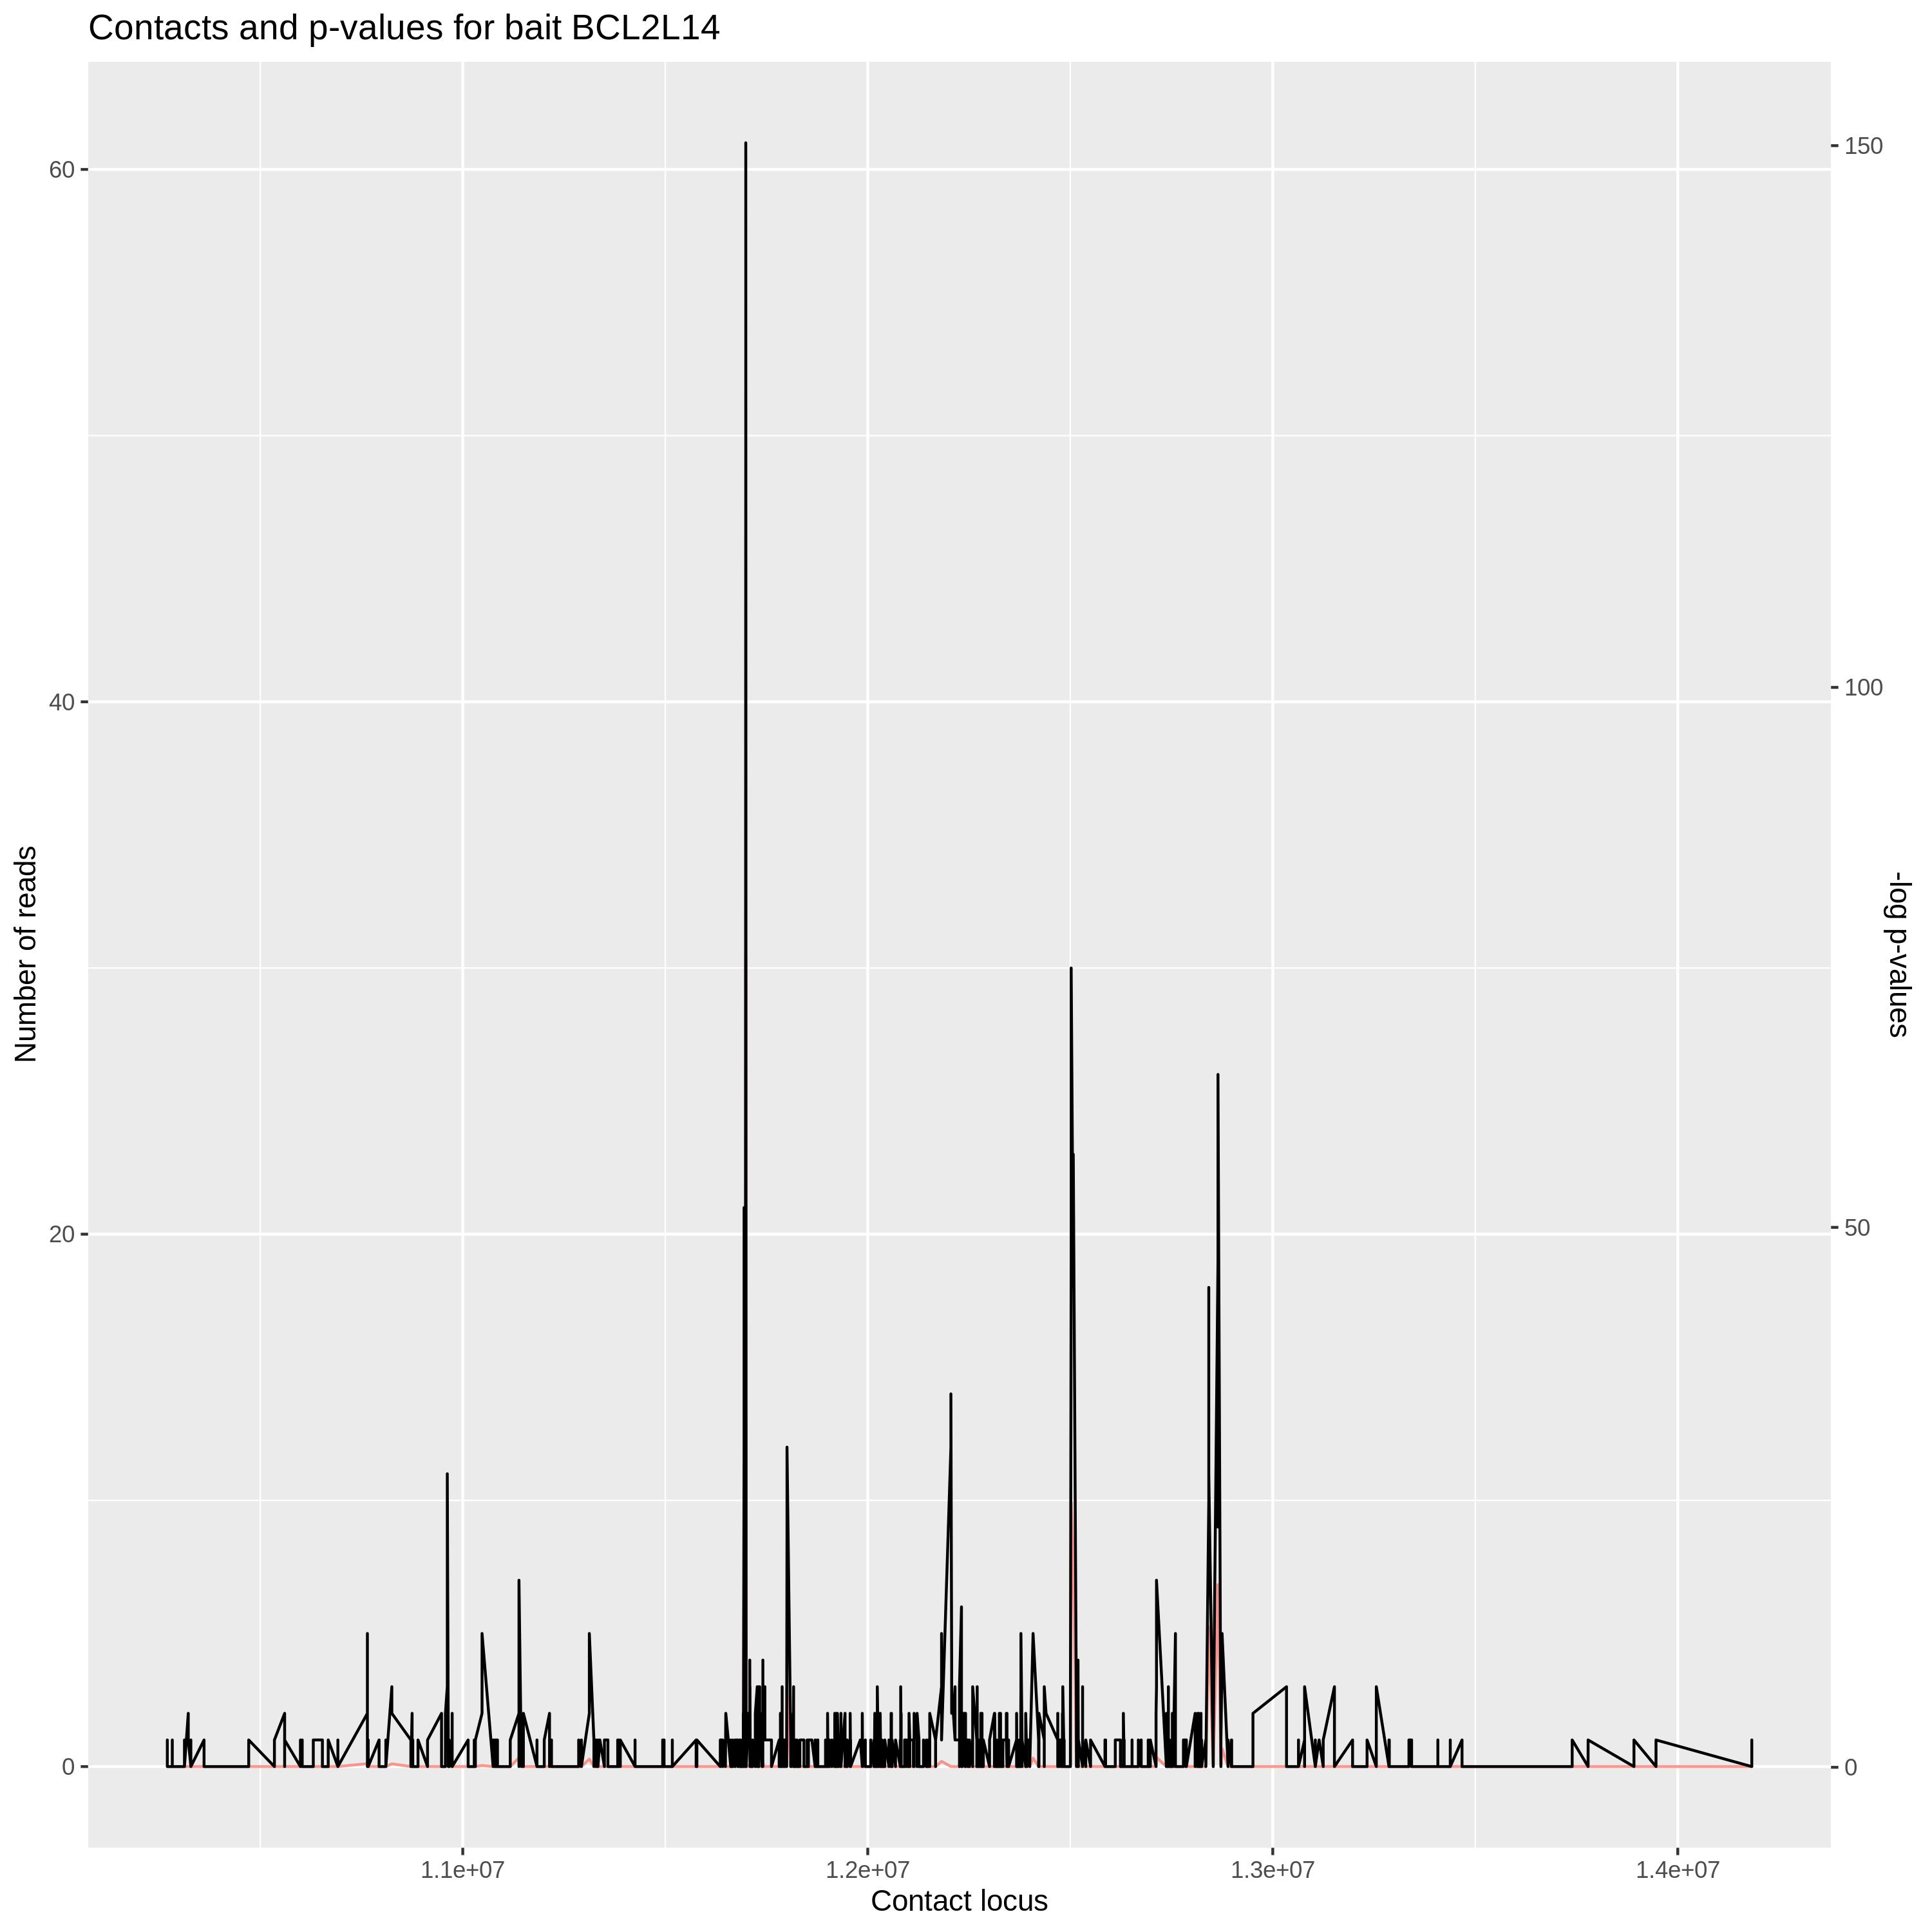 Contacts and p-values for bait BCL2L14
60
40
20
0
Number of reads
150
100
50
0
-log p-values
1.1e+07
1.2e+07
1.3e+07
1.4e+07
Contact locus